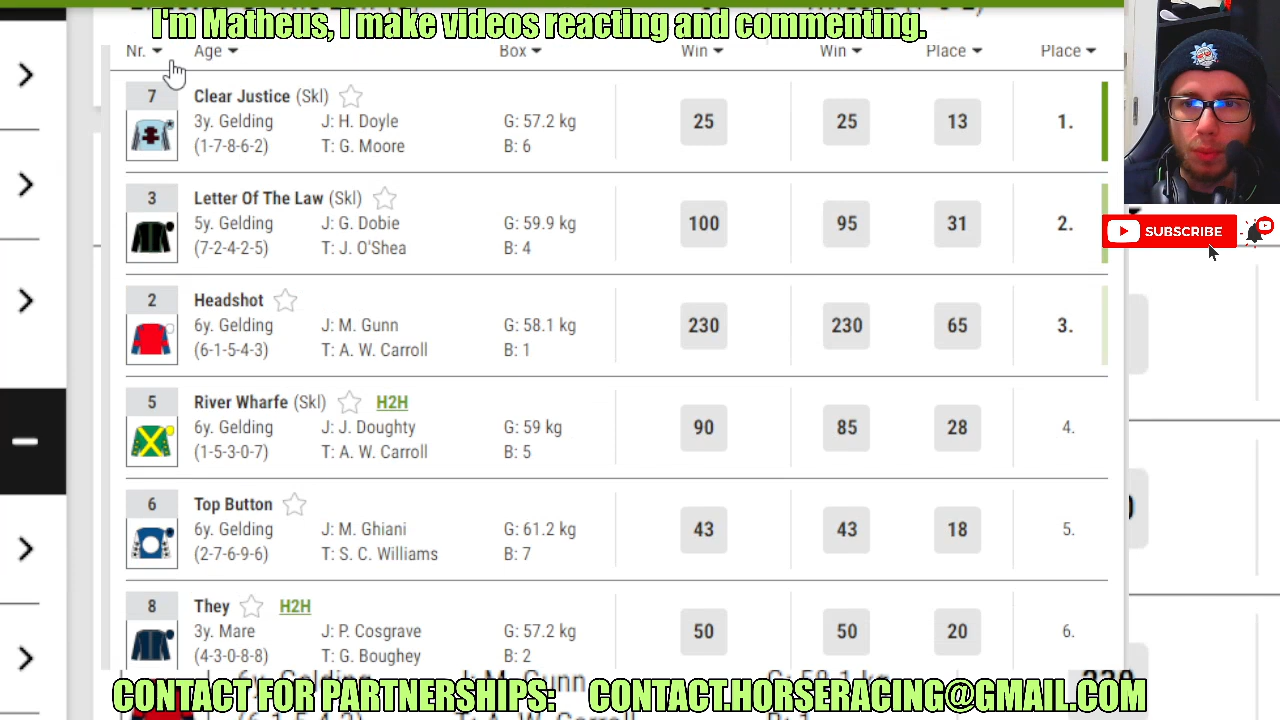 I'm Matheus, I make videos reacting and commenting.
Nr. Age Box Win Win Place Place
7 Clear Justice (Skl)
3y. Gelding J: H. Doyle G: 57.2 kg 25 25 13 1.
(1-7-8-6-2) T: G. Moore B: 6
3 Letter Of The Law (Skl)
5y. Gelding J: G. Dobie G: 59.9 kg 100 95 31 2.
(7-2-4-2-5) T: J. O'Shea B: 4
SUBSCRIBE
2 Headshot
6y. Gelding J: M. Gunn G: 58.1 kg 230 230 65 3.
(6-1-5-4-3) T: A. W. Carroll B: 1
5 River Wharfe (Skl) H2H
6y. Gelding J: J. Doughty G: 59 kg 90 85 28 4.
(1-5-3-0-7) T: A. W. Carroll B: 5
6 Top Button
6y. Gelding J: M. Ghiani G: 61.2 kg 43 43 18 5.
(2-7-6-9-6) T: S. C. Williams B: 7
8 They H2H
3y. Mare J: P. Cosgrave G: 57.2 kg 50 50 20 6.
(4-3-0-8-8) T: G. Boughey B: 2
CONTACT FOR PARTNERSHIPS: CONTACT.HORSERACING@GMAIL.COM